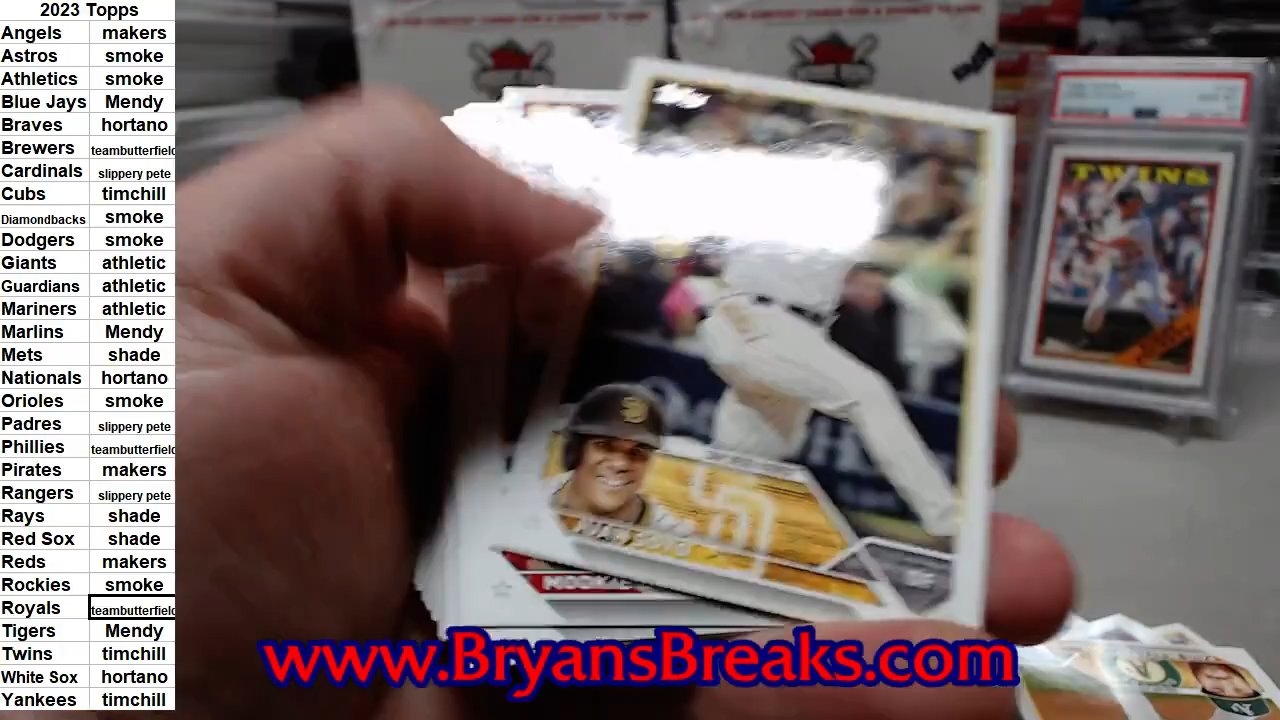 2023 Topps
Angels makers
Astros smoke
Athletics smoke
Blue Jays Mendy
Braves hortano
Brewers teambutterfield
Cardinals slippery pete
Cubs timchill
Diamondbacks smoke
Dodgers smoke
Giants athletic
Guardians athletic
Mariners athletic
Marlins Mendy
Mets shade
Nationals hortano
Orioles smoke
Padres slippery pete
Phillies teambutterfield
Pirates makers
Rangers slippery pete
Rays shade
Red Sox shade
Reds makers
Rockies smoke
Royals teambutterfield
Tigers Mendy
Twins timchill
White Sox hortano
Yankees timchill
TWINS
JUAN SOTO
www.BryansBreaks.com